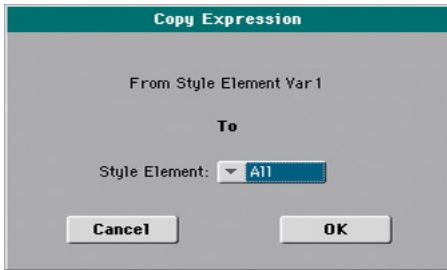 Copy Expression
From Style Element Var1
To
Style Element: All
Cancel OK